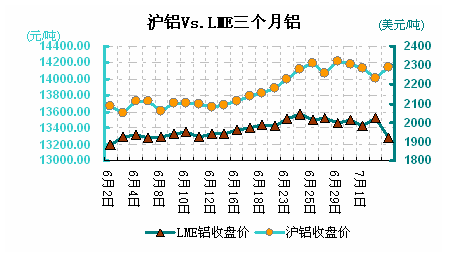 沪铝Vs.LME三个月铝
(元/吨)
(美元/吨)
14400.00
14200.00
14000.00
13800.00
13600.00
13400.00
13200.00
13000.00
2400
2300
2200
2100
2000
1900
1800
6月2日
6月4日
6月8日
6月10日
6月12日
6月16日
6月18日
6月23日
6月25日
6月29日
7月1日
LME铝收盘价
沪铝收盘价